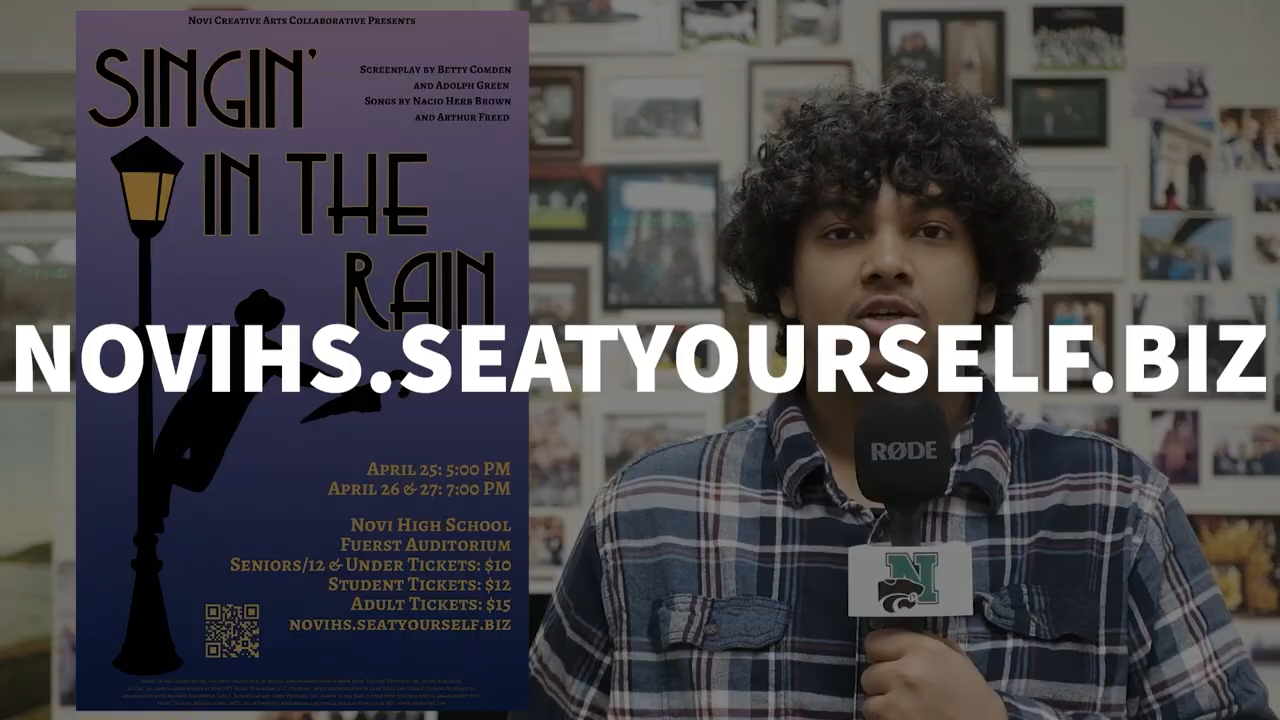 Novi Creative Arts Collaborative Presents
SINGIN'
IN THE
RAIN
Screenplay by Betty Comden
and Adolph Green
Songs by Nacio Herb Brown
and Arthur Freed
NOVIHS.SEATYOURSELF.BIZ
April 25: 5:00 PM
April 26 & 27: 7:00 PM
Novi High School
Fuerst Auditorium
Seniors/12 & Under Tickets: $10
Student Tickets: $12
Adult Tickets: $15
novihs.seatyourself.biz
RØDE
N